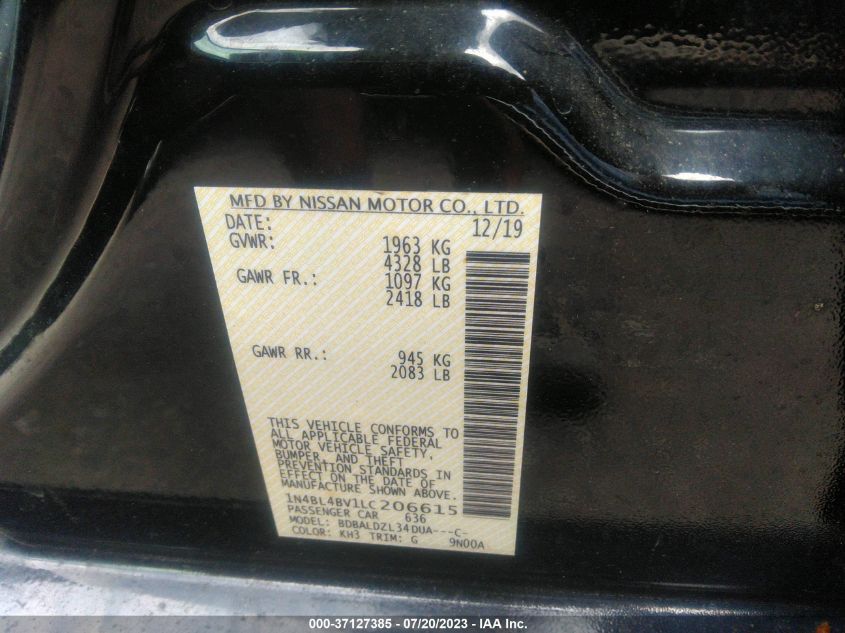 MFD BY NISSAN MOTOR CO., LTD.
DATE: 12/19
GVWR: 1963 KG
4328 LB
GAWR FR.: 1097 KG
2418 LB
GAWR RR.: 945 KG
2083 LB
THIS VEHICLE CONFORMS TO
ALL APPLICABLE FEDERAL
MOTOR VEHICLE SAFETY,
BUMPER, AND THEFT
PREVENTION STANDARDS IN
EFFECT ON THE DATE OF
MANUFACTURE SHOWN ABOVE.
1N4BL4BV1LC206615
PASSENGER CAR 636
MODEL: BDBALDZL34DUA---C-
COLOR: KH3 TRIM: G 9N00A
000-37127385 - 07/20/2023 - IAA Inc.